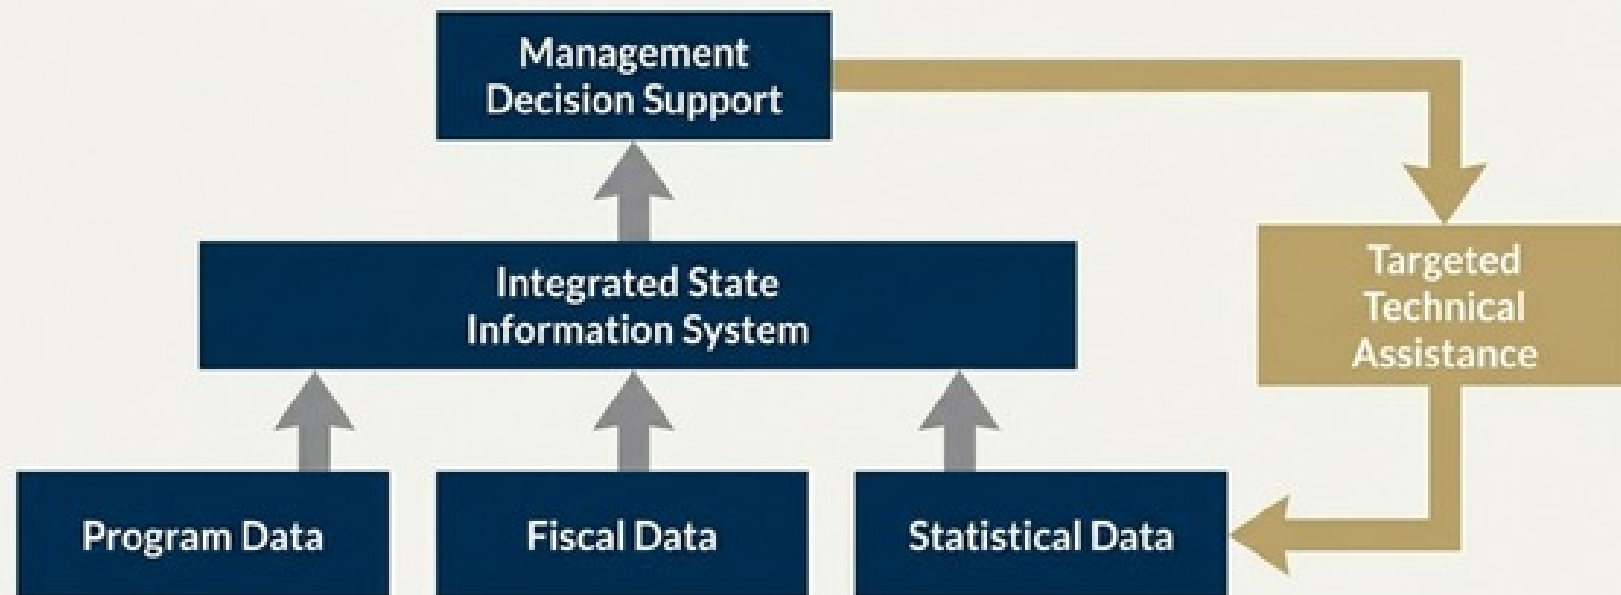 Management
Decision Support
Integrated State
Information System
Targeted
Technical
Assistance
Program Data
Fiscal Data
Statistical Data